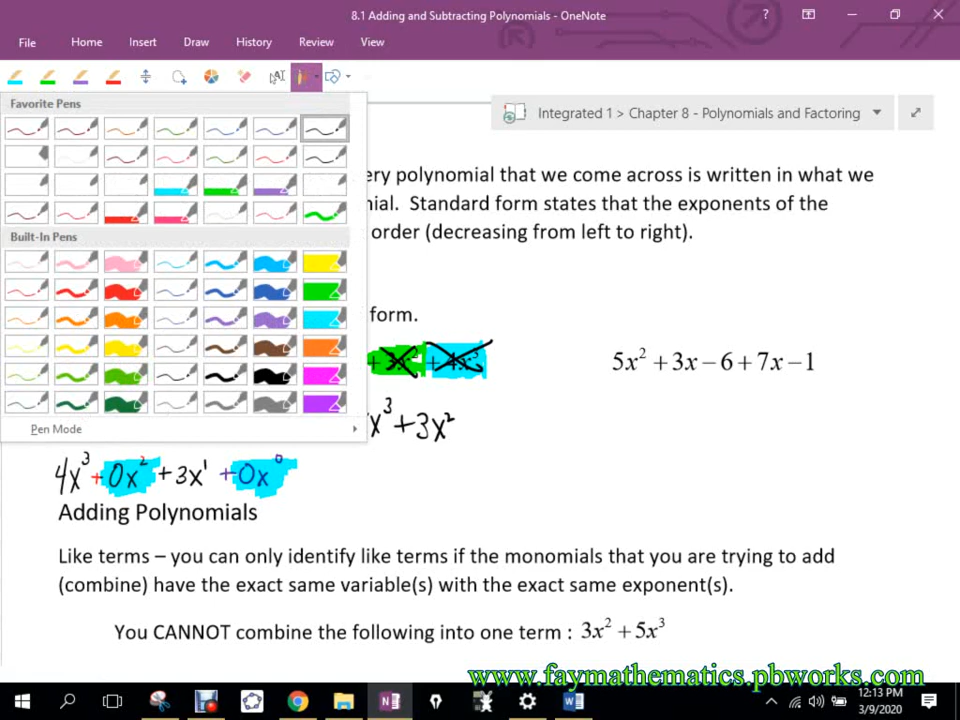 8.1 Adding and Subtracting Polynomials - OneNote
File Home Insert Draw History Review View
Favorite Pens
Integrated 1 > Chapter 8 - Polynomials and Factoring
ery polynomial that we come across is written in what we
nial. Standard form states that the exponents of the
order (decreasing from left to right).
Built-In Pens
form.
+ 3x² + 4x³
5x² + 3x − 6 + 7x − 1
x³ + 3x²
Pen Mode
4x³ + 0x² + 3x¹ + 0x⁰
Adding Polynomials
Like terms – you can only identify like terms if the monomials that you are trying to add
(combine) have the exact same variable(s) with the exact same exponent(s).
You CANNOT combine the following into one term : 3x² + 5x³
www.faymathematics.pbworks.com
12:13 PM
3/9/2020